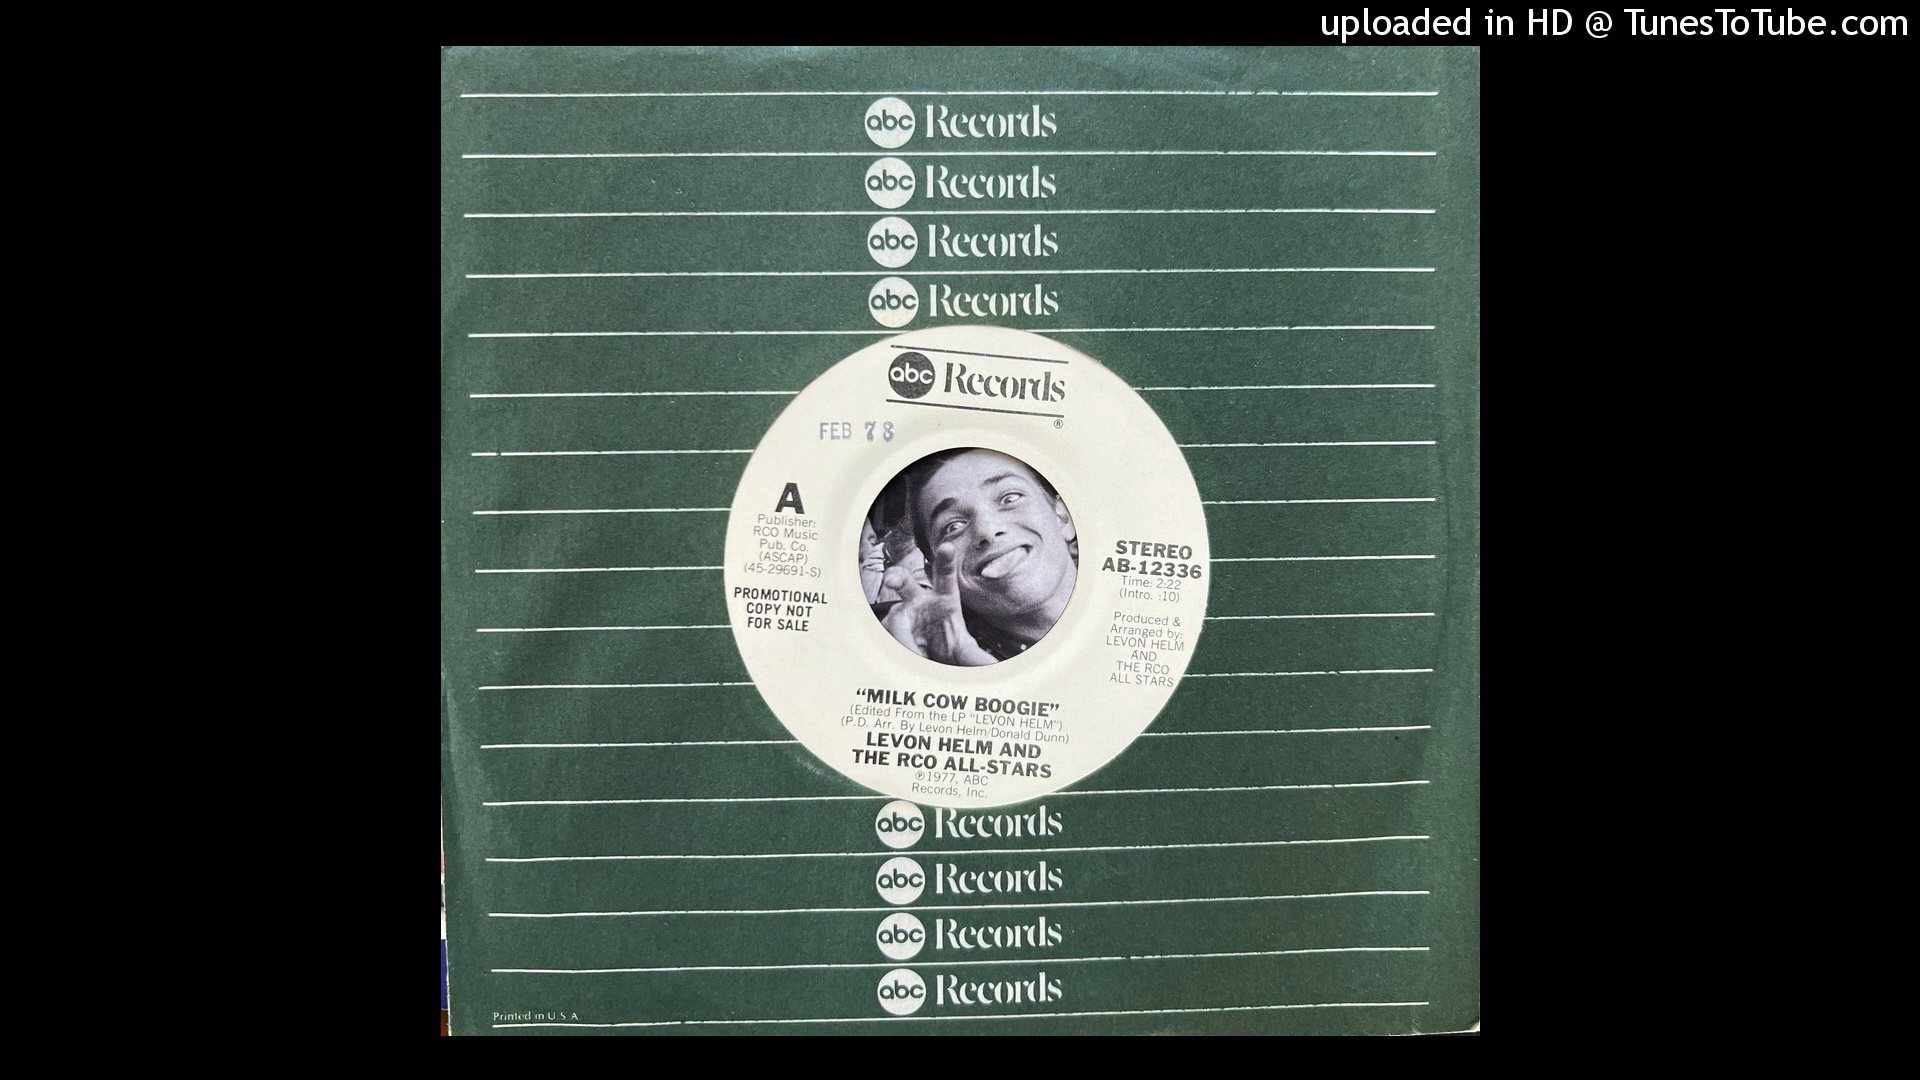 uploaded in HD @ TunesToTube.com
abc Records
abc Records
abc Records
abc Records
abc Records
®
FEB 78
A
Publisher:
RCO Music
Pub. Co.
(ASCAP)
(45-29691-S)
PROMOTIONAL
COPY NOT
FOR SALE
STEREO
AB-12336
Time: 2:22
(Intro. :10)
Produced &
Arranged by:
LEVON HELM
AND
THE RCO
ALL STARS
“MILK COW BOOGIE”
(Edited From the LP "LEVON HELM")
(P.D. Arr. By Levon Helm/Donald Dunn)
LEVON HELM AND
THE RCO ALL-STARS
℗1977, ABC
Records, Inc.
abc Records
abc Records
abc Records
abc Records
Printed in U.S.A.